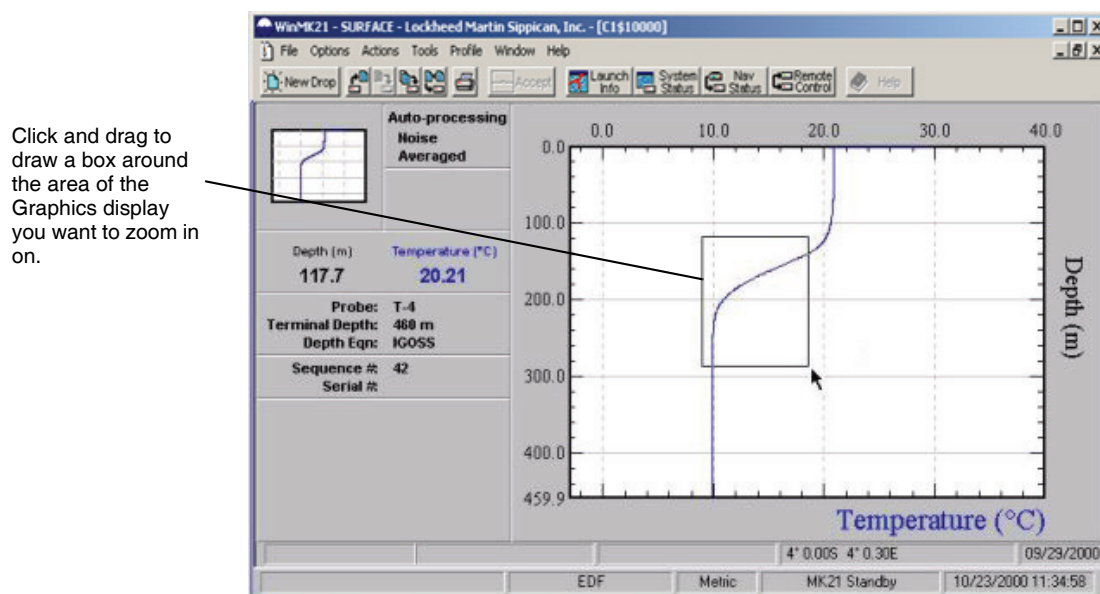 Click and drag to
draw a box around
the area of the
Graphics display
you want to zoom in
on.
WinMK21 - SURFACE - Lockheed Martin Sippican, Inc. - [C1$10000]
File Options Actions Tools Profile Window Help
New Drop Accept Launch Info System Status Nav Status Remote Control Help
Auto-processing
Noise
Averaged
Depth (m) Temperature (°C)
117.7 20.21
Probe: T-4
Terminal Depth: 460 m
Depth Eqn: IGOSS
Sequence #: 42
Serial #:
0.0 10.0 20.0 30.0 40.0
0.0
100.0
200.0
300.0
400.0
459.9
Depth (m)
Temperature (°C)
4° 0.00S 4° 0.30E 09/29/2000
EDF Metric MK21 Standby 10/23/2000 11:34:58